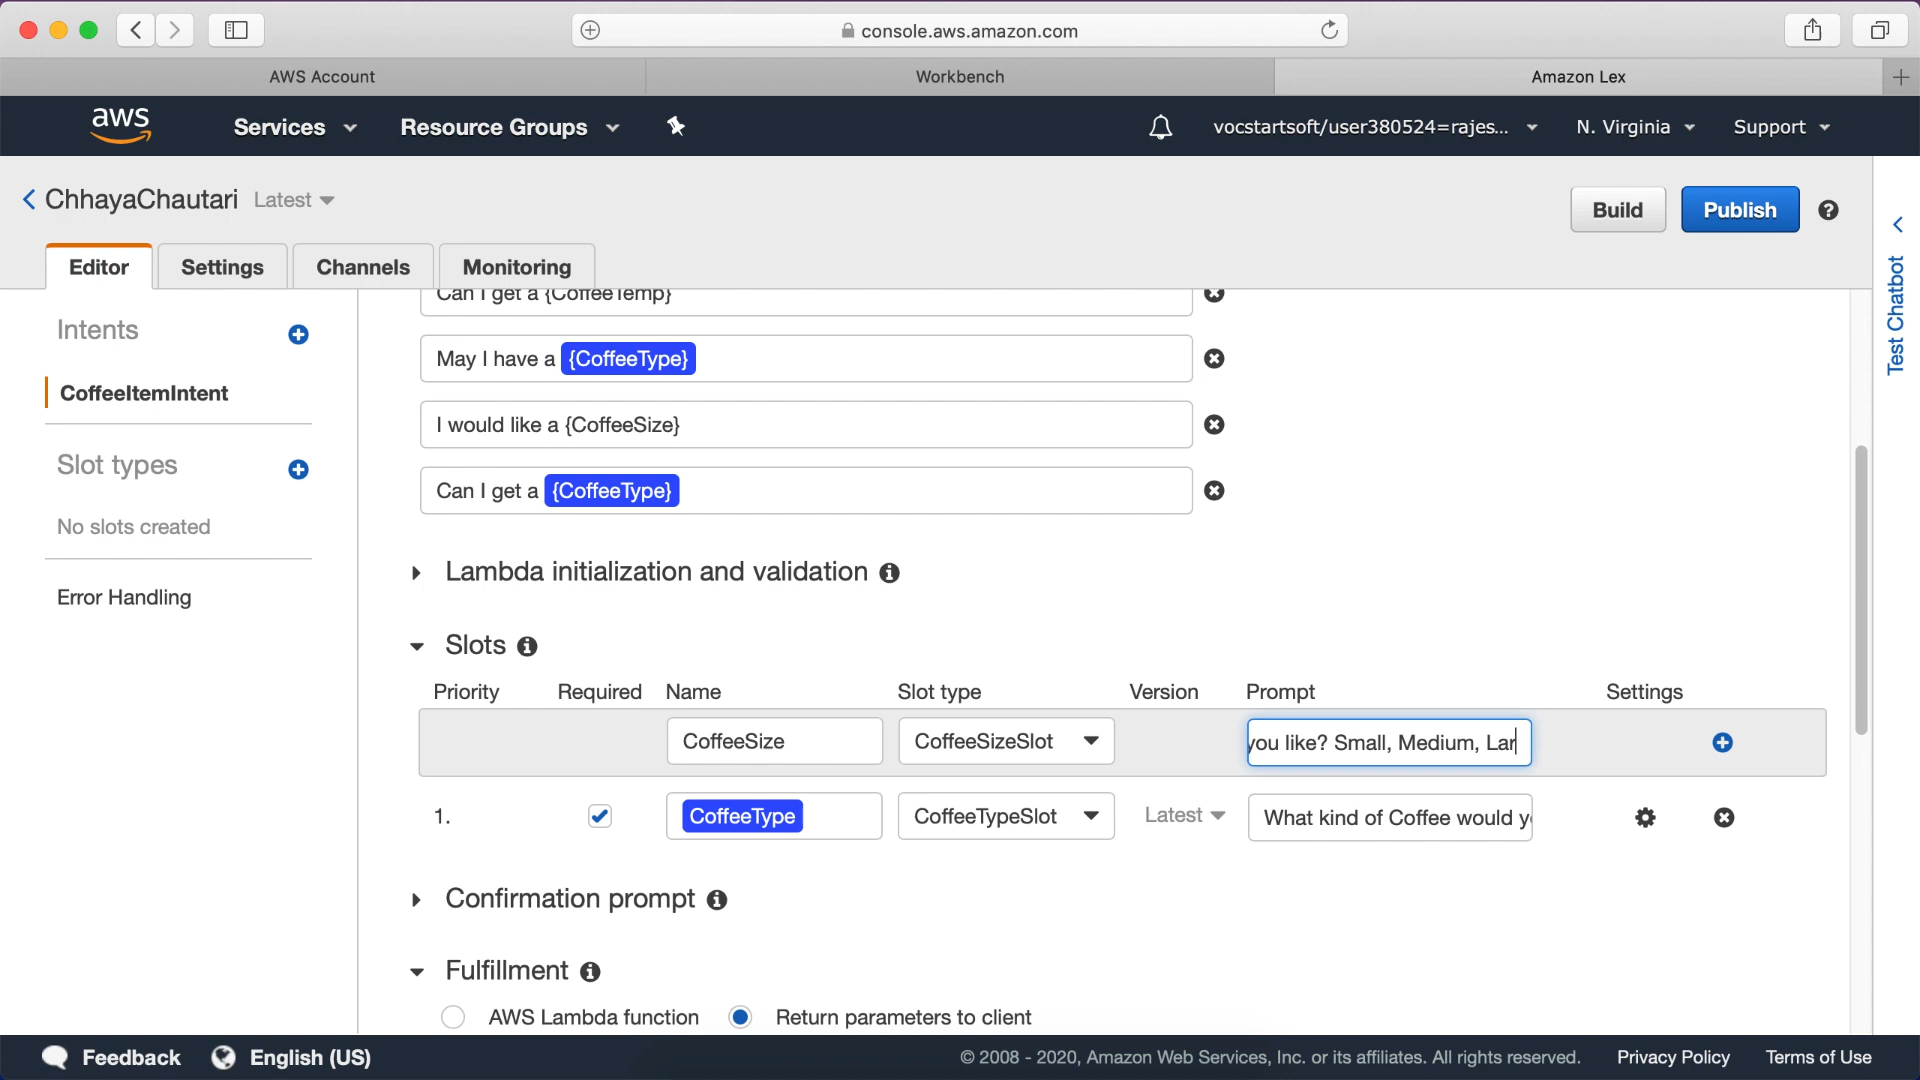 console.aws.amazon.com
AWS Account
Workbench
Amazon Lex
aws
Services
Resource Groups
vocstartsoft/user380524=rajes...
N. Virginia
Support
ChhayaChautari
Latest
Build
Publish
Editor
Settings
Channels
Monitoring
Test Chatbot
Intents
CoffeeItemIntent
Slot types
No slots created
Error Handling
Can I get a {CoffeeTemp}
May I have a {CoffeeType}
I would like a {CoffeeSize}
Can I get a {CoffeeType}
Lambda initialization and validation
Slots
Priority Required Name Slot type Version Prompt Settings
CoffeeSize CoffeeSizeSlot you like? Small, Medium, Lar
1. CoffeeType CoffeeTypeSlot Latest What kind of Coffee would yo
Confirmation prompt
Fulfillment
AWS Lambda function Return parameters to client
Feedback
English (US)
© 2008 - 2020, Amazon Web Services, Inc. or its affiliates. All rights reserved.
Privacy Policy
Terms of Use